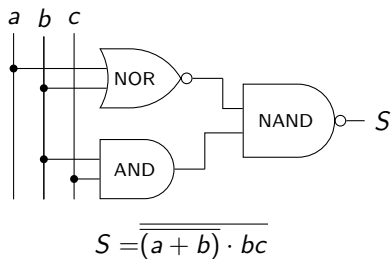 a b c
NOR
NAND
S
AND
S = \overline{\overline{(a + b)} · bc}